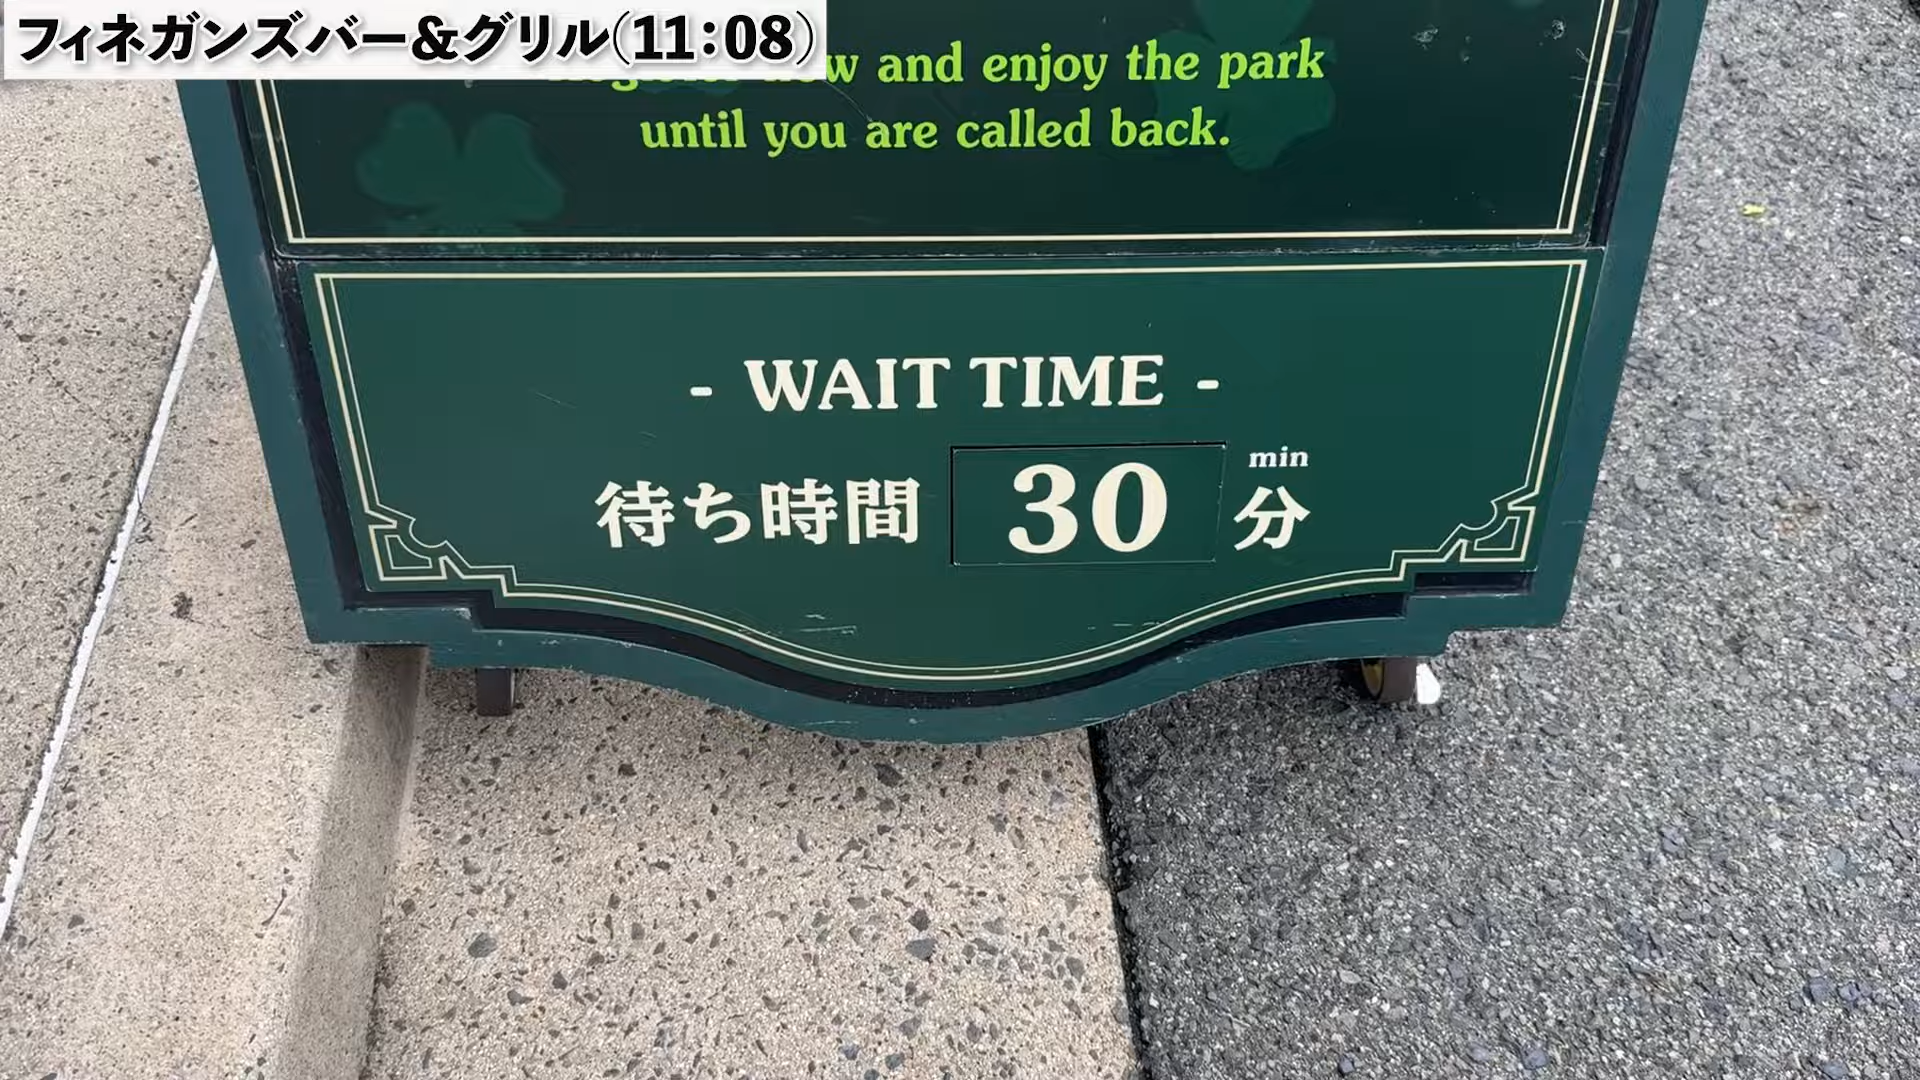 フィネガンズバー&グリル(11:08)
and enjoy the park
until you are called back.
- WAIT TIME -
待ち時間 30 min 分